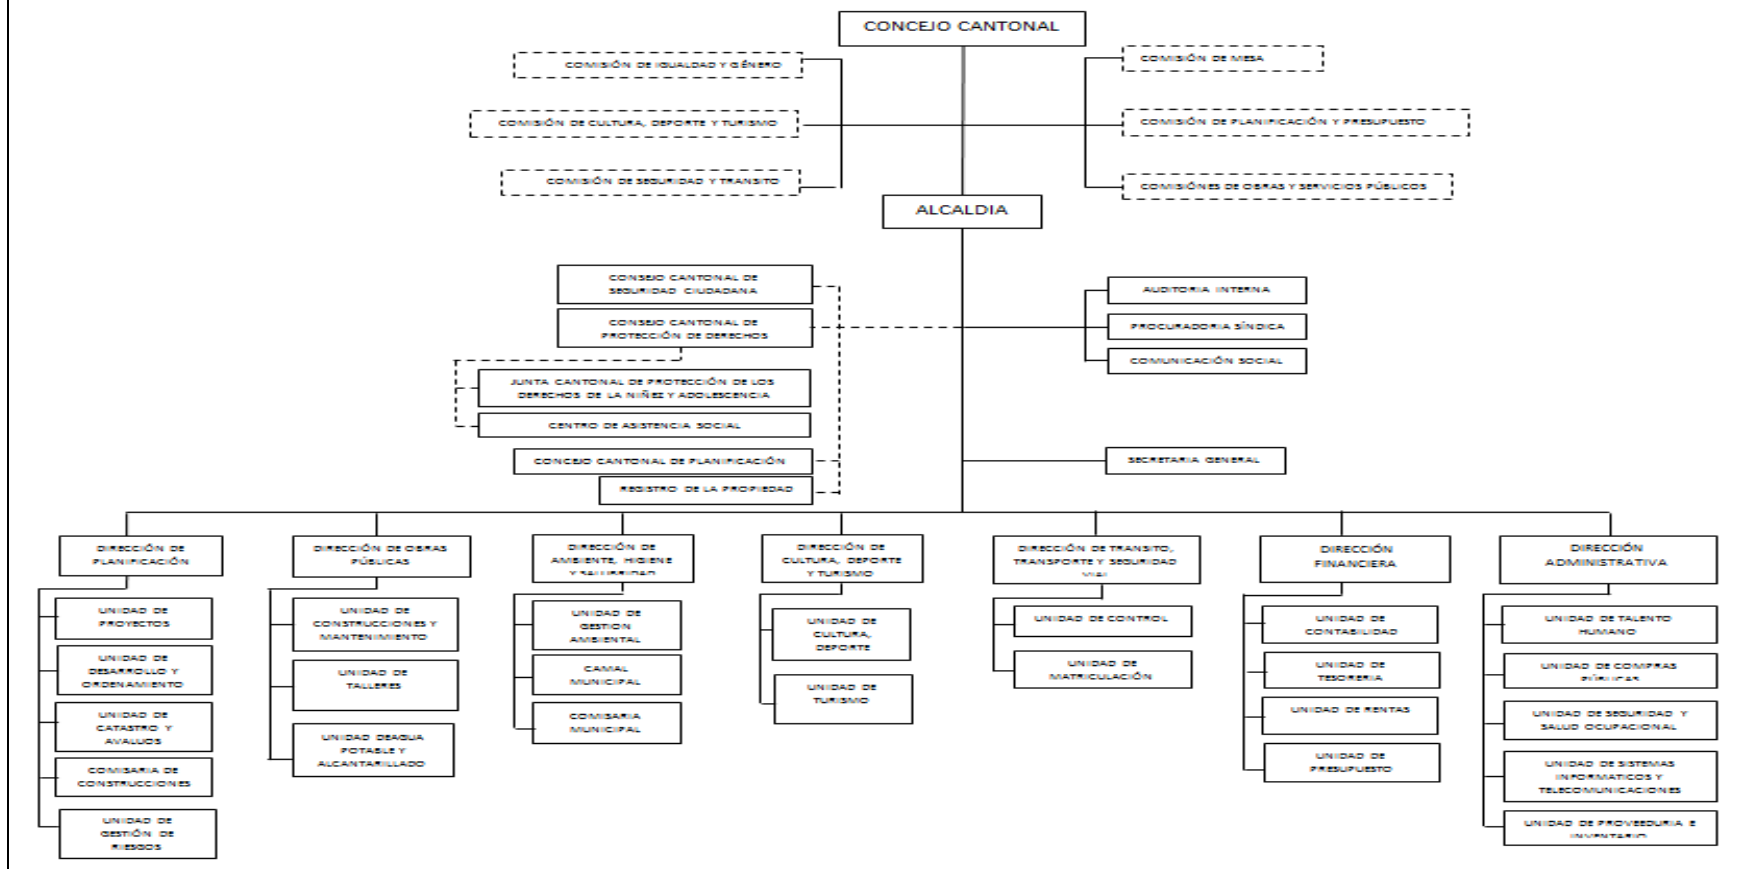 CONCEJO CANTONAL
COMISIÓN DE IGUALDAD Y GÉNERO
COMISIÓN DE MESA
COMISIÓN DE CULTURA, DEPORTE Y TURISMO
COMISIÓN DE PLANIFICACIÓN Y PRESUPUESTO
COMISIÓN DE SEGURIDAD Y TRANSITO
COMISIÓNES DE OBRAS Y SERVICIOS PÚBLICOS
ALCALDIA
CONSEJO CANTONAL DE
SEGURIDAD CIUDADANA
CONSEJO CANTONAL DE
PROTECCIÓN DE DERECHOS
JUNTA CANTONAL DE PROTECCIÓN DE LOS
DERECHOS DE LA NIÑEZ Y ADOLESCENCIA
CENTRO DE ASISTENCIA SOCIAL
CONCEJO CANTONAL DE PLANIFICACIÓN
REGISTRO DE LA PROPIEDAD
AUDITORIA INTERNA
PROCURADORIA SÍNDICA
COMUNICACIÓN SOCIAL
SECRETARIA GENERAL
DIRECCIÓN DE
PLANIFICACIÓN
UNIDAD DE
PROYECTOS
UNIDAD DE
DESARROLLO Y
ORDENAMIENTO
UNIDAD DE
CATASTRO Y
AVALUOS
COMISARIA DE
CONSTRUCCIONES
UNIDAD DE
GESTIÓN DE
RIESGOS
DIRECCIÓN DE OBRAS
PÚBLICAS
UNIDAD DE
CONSTRUCCIONES Y
MANTENIMIENTO
UNIDAD DE
TALLERES
UNIDAD DEAGUA
POTABLE Y
ALCANTARILLADO
DIRECCIÓN DE
AMBIENTE, HIGIENE
Y SALUBRIDAD
UNIDAD DE
GESTION
AMBIENTAL
CAMAL
MUNICIPAL
COMISARIA
MUNICIPAL
DIRECCIÓN DE
CULTURA, DEPORTE
Y TURISMO
UNIDAD DE
CULTURA,
DEPORTE
UNIDAD DE
TURISMO
DIRECCIÓN DE TRANSITO,
TRANSPORTE Y SEGURIDAD
VIAL
UNIDAD DE CONTROL
UNIDAD DE
MATRICULACIÓN
DIRECCIÓN
FINANCIERA
UNIDAD DE
CONTABILIDAD
UNIDAD DE
TESORERIA
UNIDAD DE RENTAS
UNIDAD DE
PRESUPUESTO
DIRECCIÓN
ADMINISTRATIVA
UNIDAD DE TALENTO
HUMANO
UNIDAD DE COMPRAS
PÚBLICAS
UNIDAD DE SEGURIDAD Y
SALUD OCUPACIONAL
UNIDAD DE SISTEMAS
INFORMATICOS Y
TELECOMUNICACIONES
UNIDAD DE PROVEEDURIA E
INVENTARIO